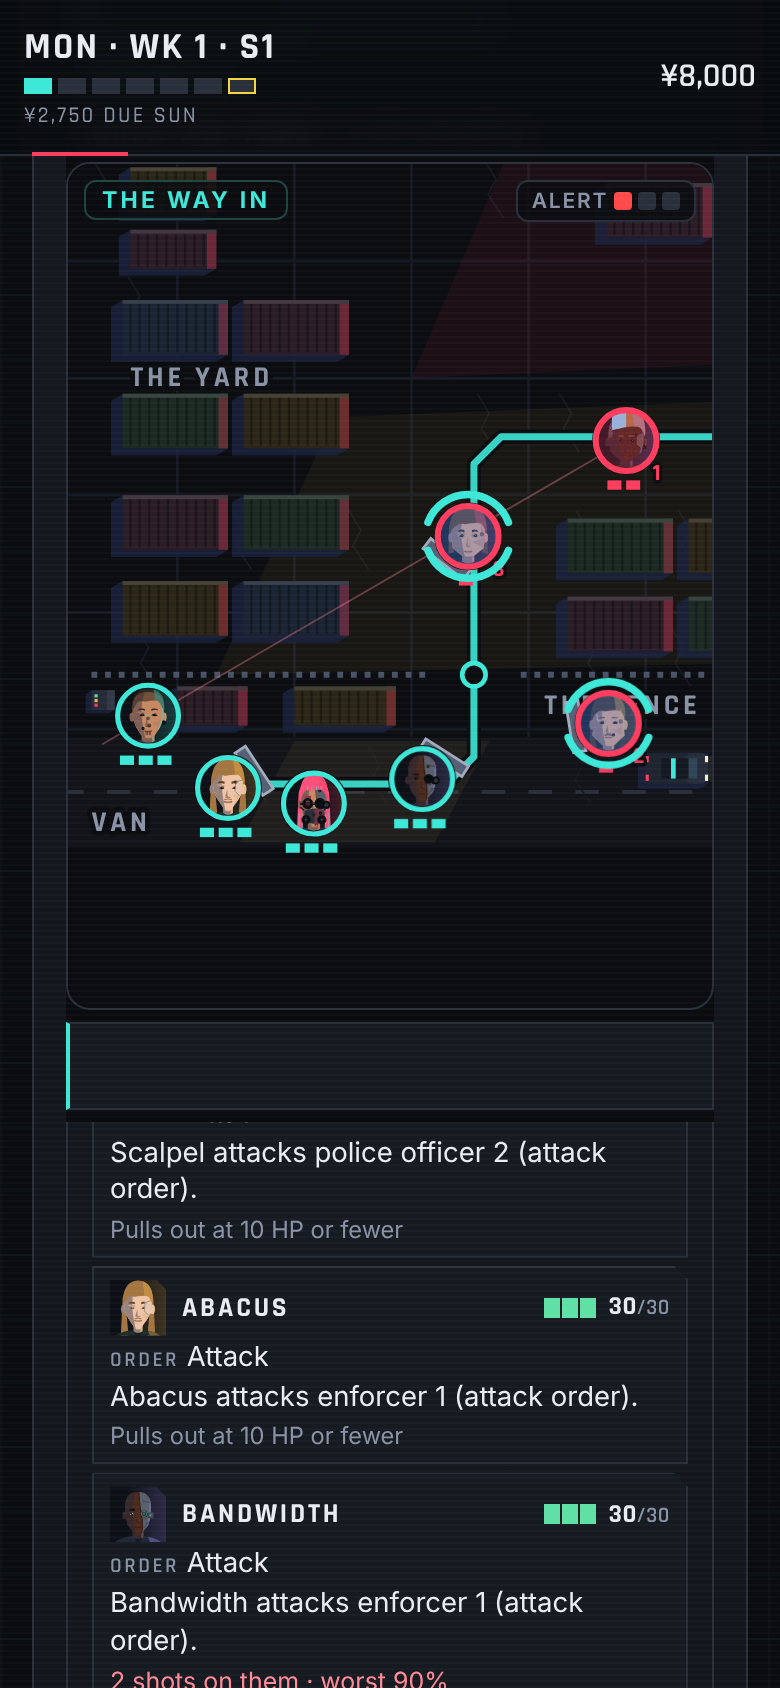 MON · WK 1 · S1
¥8,000
¥2,750 DUE SUN
THE WAY IN
ALERT
THE YARD
1
VAN
Scalpel attacks police officer 2 (attack
order).
Pulls out at 10 HP or fewer
ABACUS
30/30
ORDER Attack
Abacus attacks enforcer 1 (attack order).
Pulls out at 10 HP or fewer
BANDWIDTH
30/30
ORDER Attack
Bandwidth attacks enforcer 1 (attack
order).
2 shots on them · worst 90%